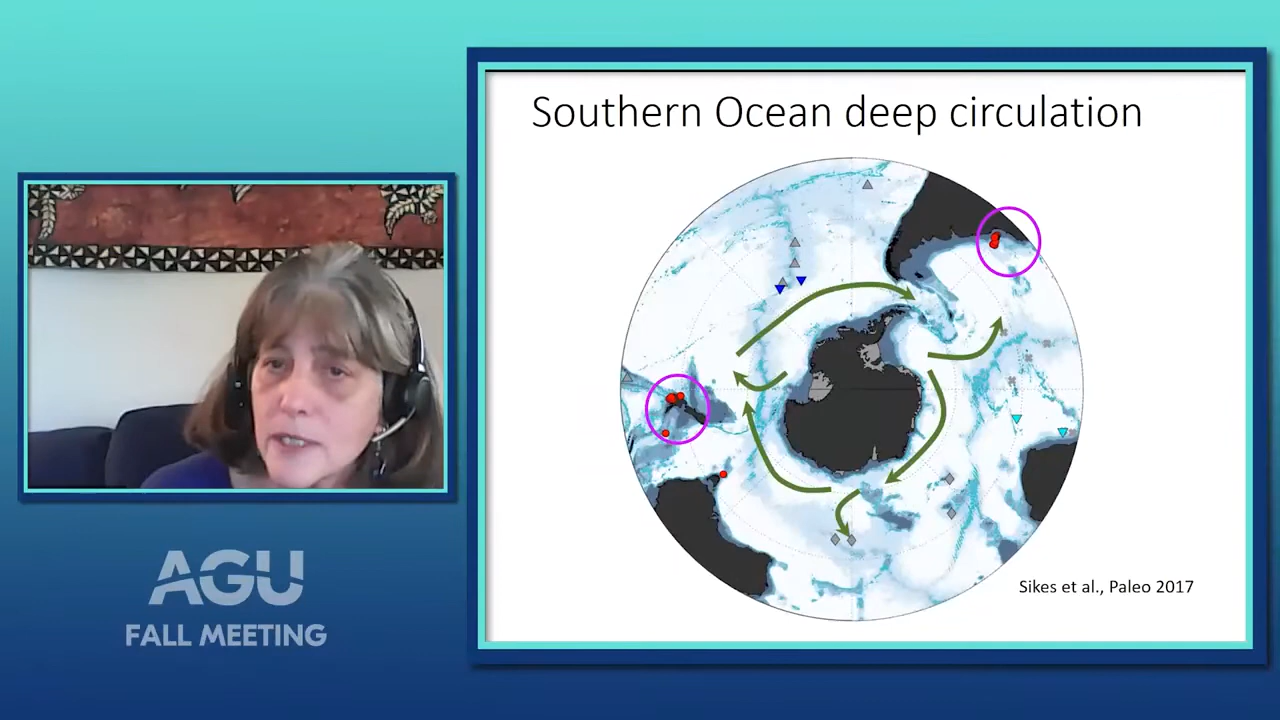 Southern Ocean deep circulation
Sikes et al., Paleo 2017
AGU
FALL MEETING